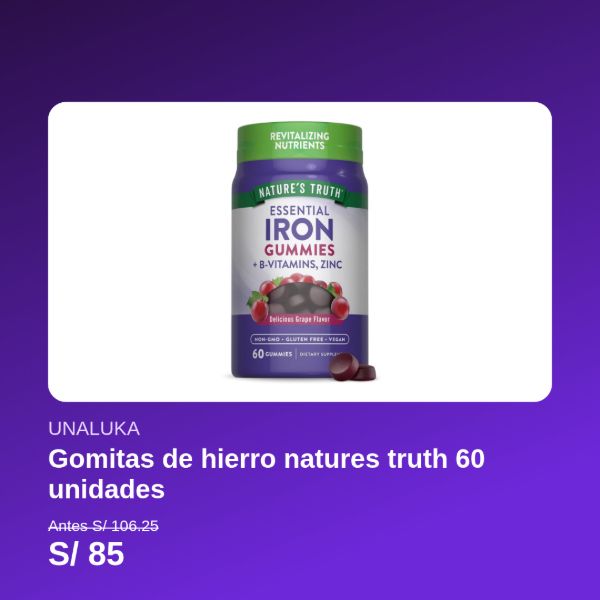 REVITALIZING
NUTRIENTS
NATURE'S TRUTH
ESSENTIAL
IRON
GUMMIES
+ B-VITAMINS, ZINC
Delicious Grape Flavor
NON-GMO • GLUTEN FREE • VEGAN
60 GUMMIES | DIETARY
UNALUKA
Gomitas de hierro natures truth 60
unidades
Antes S/ 106.25
S/ 85